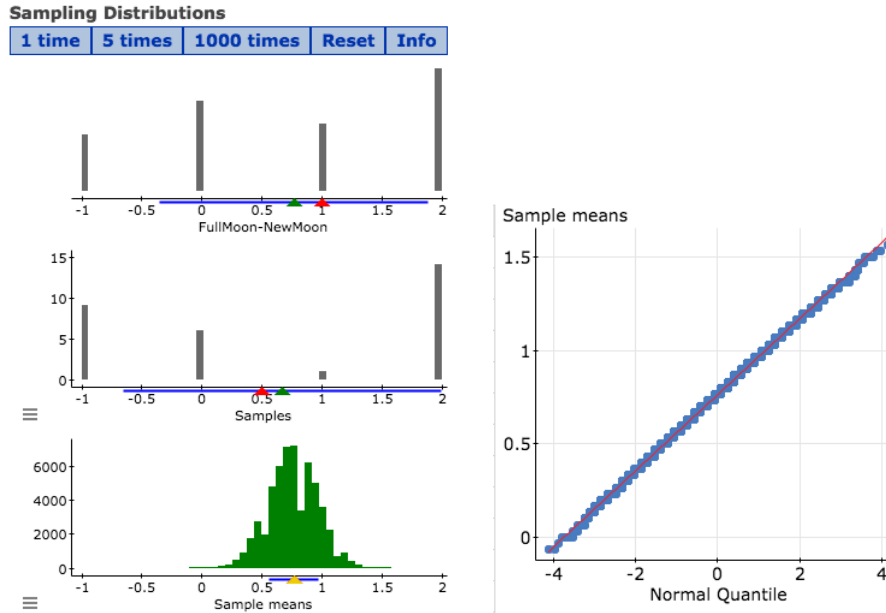 Sampling Distributions
1 time 5 times 1000 times Reset Info
-1 -0.5 0 0.5 1 1.5 2
FullMoon-NewMoon
15
10
5
0
-1 -0.5 0 0.5 1 1.5 2
Samples
6000
4000
2000
0
-1 -0.5 0 0.5 1 1.5 2
Sample means
Sample means
1.5
1
0.5
0
-4 -2 0 2 4
Normal Quantile